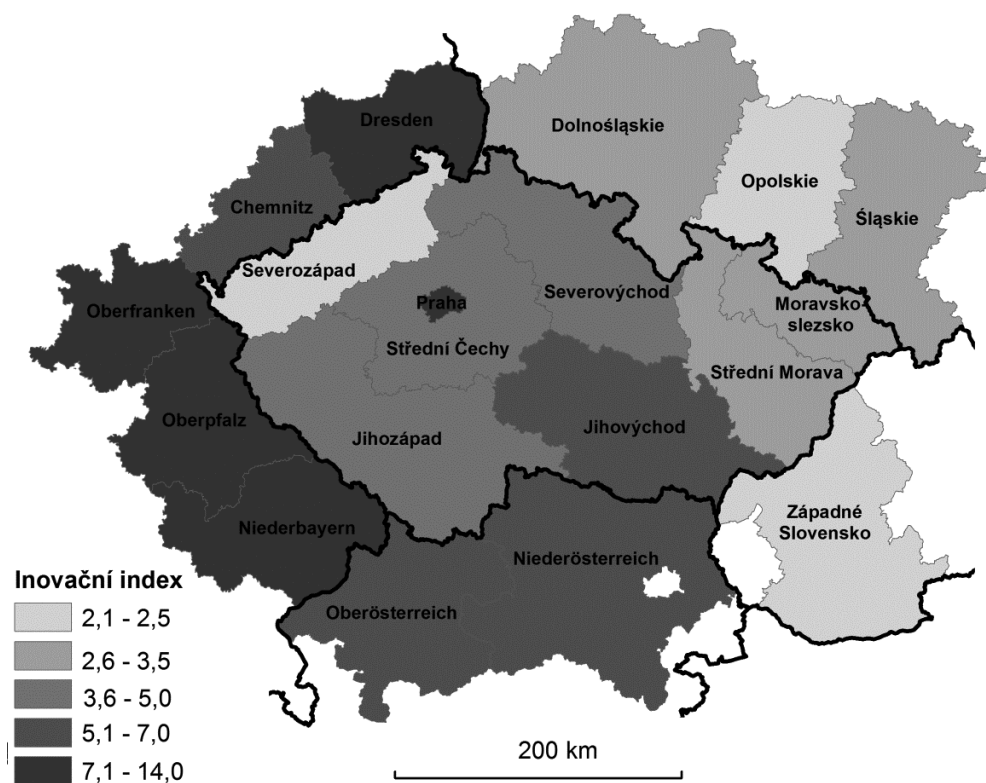 Dresden
Dolnośląskie
Opolskie
Chemnitz
Śląskie
Severozápad
Oberfranken
Praha
Severovýchod
Moravsko-
slezsko
Střední Čechy
Střední Morava
Oberpfalz
Jihozápad
Jihovýchod
Niederbayern
Západné
Slovensko
Niederösterreich
Oberösterreich
Inovační index
2,1 - 2,5
2,6 - 3,5
3,6 - 5,0
5,1 - 7,0
7,1 - 14,0
200 km